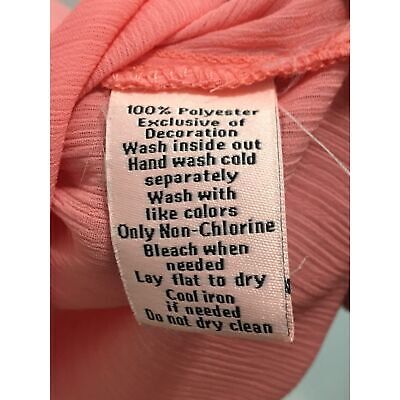 100% Polyester
Exclusive of
Decoration
Wash inside out
Hand wash cold
separately
Wash with
like colors
Only Non-Chlorine
Bleach when
needed
Lay flat to dry
Cool iron
if needed
Do not dry clean